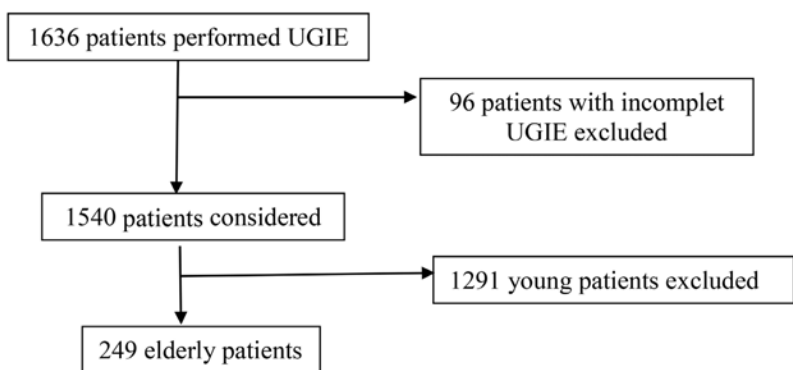 1636 patients performed UGIE
96 patients with incomplet
UGIE excluded
1540 patients considered
1291 young patients excluded
249 elderly patients